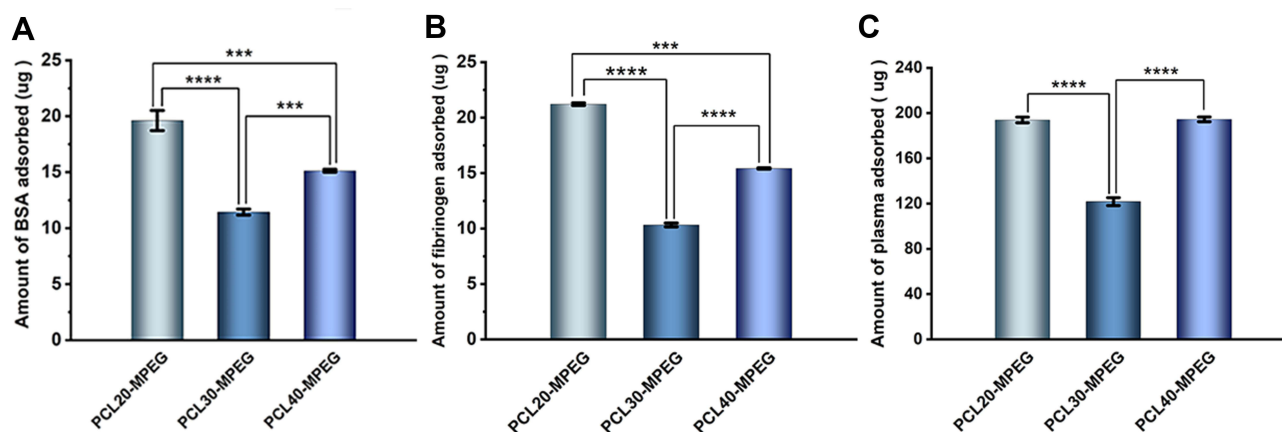 A
Amount of BSA adsorbed (ug)
25
20
15
10
5
0
***
****
***
PCL20-MPEG
PCL30-MPEG
PCL40-MPEG
B
Amount of fibrinogen adsorbed (ug)
25
20
15
10
5
0
***
****
****
PCL20-MPEG
PCL30-MPEG
PCL40-MPEG
C
Amount of plasma adsorbed ( ug )
240
200
160
120
80
40
0
****
****
PCL20-MPEG
PCL30-MPEG
PCL40-MPEG